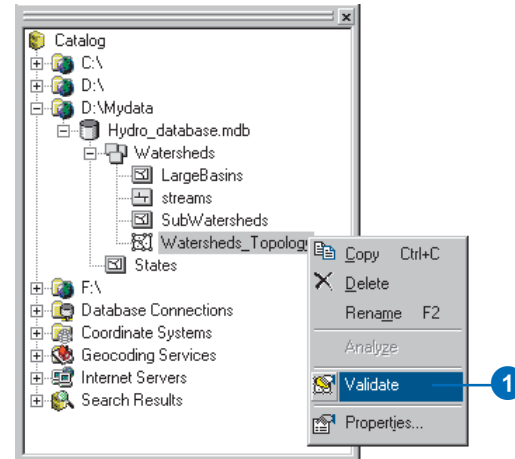 Catalog
C:\
D:\
D:\Mydata
Hydro_database.mdb
Watersheds
LargeBasins
streams
SubWatersheds
Watersheds_Topology
States
F:\
Database Connections
Coordinate Systems
Geocoding Services
Internet Servers
Search Results
Copy Ctrl+C
Delete
Rename F2
Analyze
Validate
1
Properties...